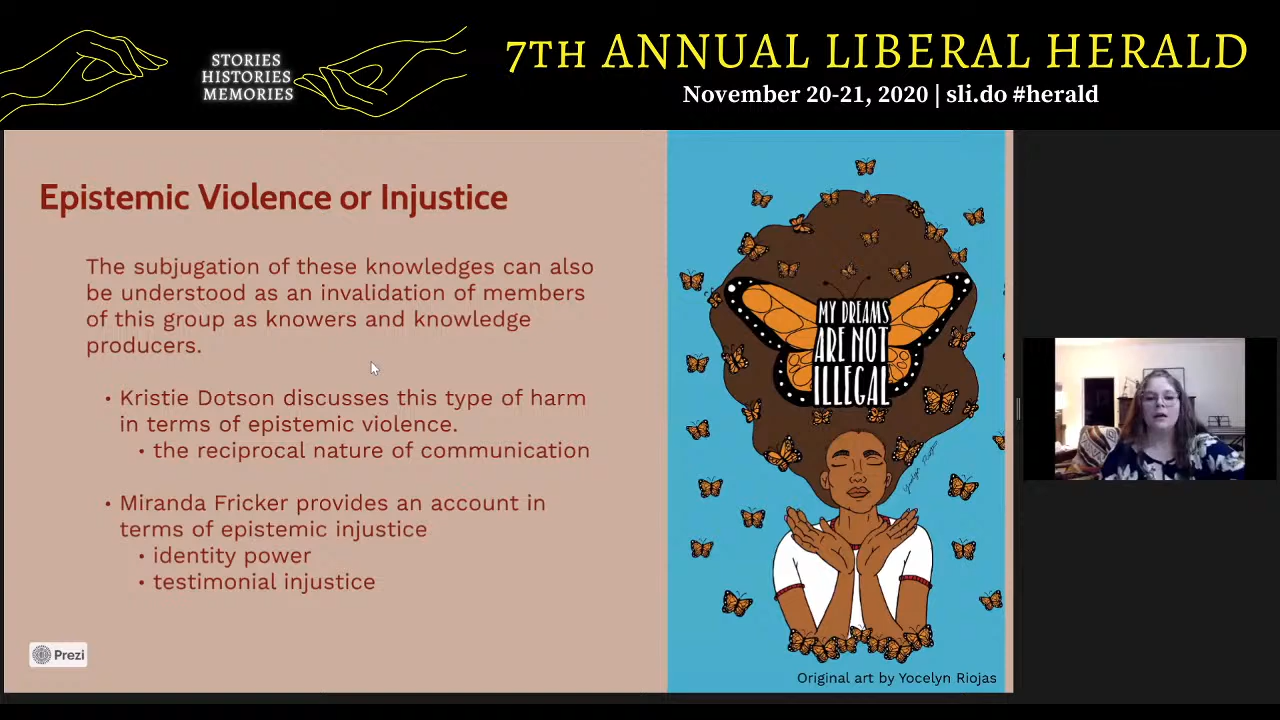 STORIES
HISTORIES
MEMORIES
7TH ANNUAL LIBERAL HERALD
November 20-21, 2020 | sli.do #herald
Epistemic Violence or Injustice
The subjugation of these knowledges can also
be understood as an invalidation of members
of this group as knowers and knowledge
producers.
• Kristie Dotson discusses this type of harm
in terms of epistemic violence.
• the reciprocal nature of communication
• Miranda Fricker provides an account in
terms of epistemic injustice
• identity power
• testimonial injustice
Prezi
MY DREAMS
ARE NOT
ILLEGAL
Yocelyn Riojas
Original art by Yocelyn Riojas